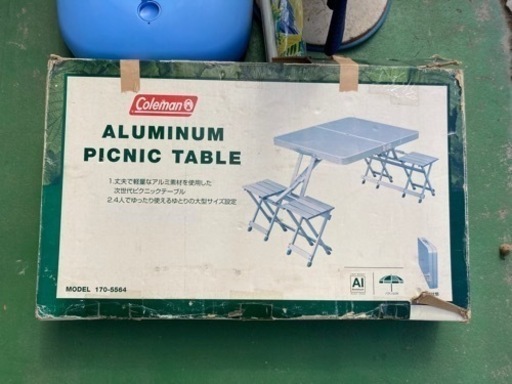 Coleman
ALUMINUM
PICNIC TABLE
1.丈夫で軽量なアルミ素材を使用した
次世代ピクニックテーブル
2.4人でゆったり使えるゆとりの大型サイズ設定
MODEL 170-5564
Al